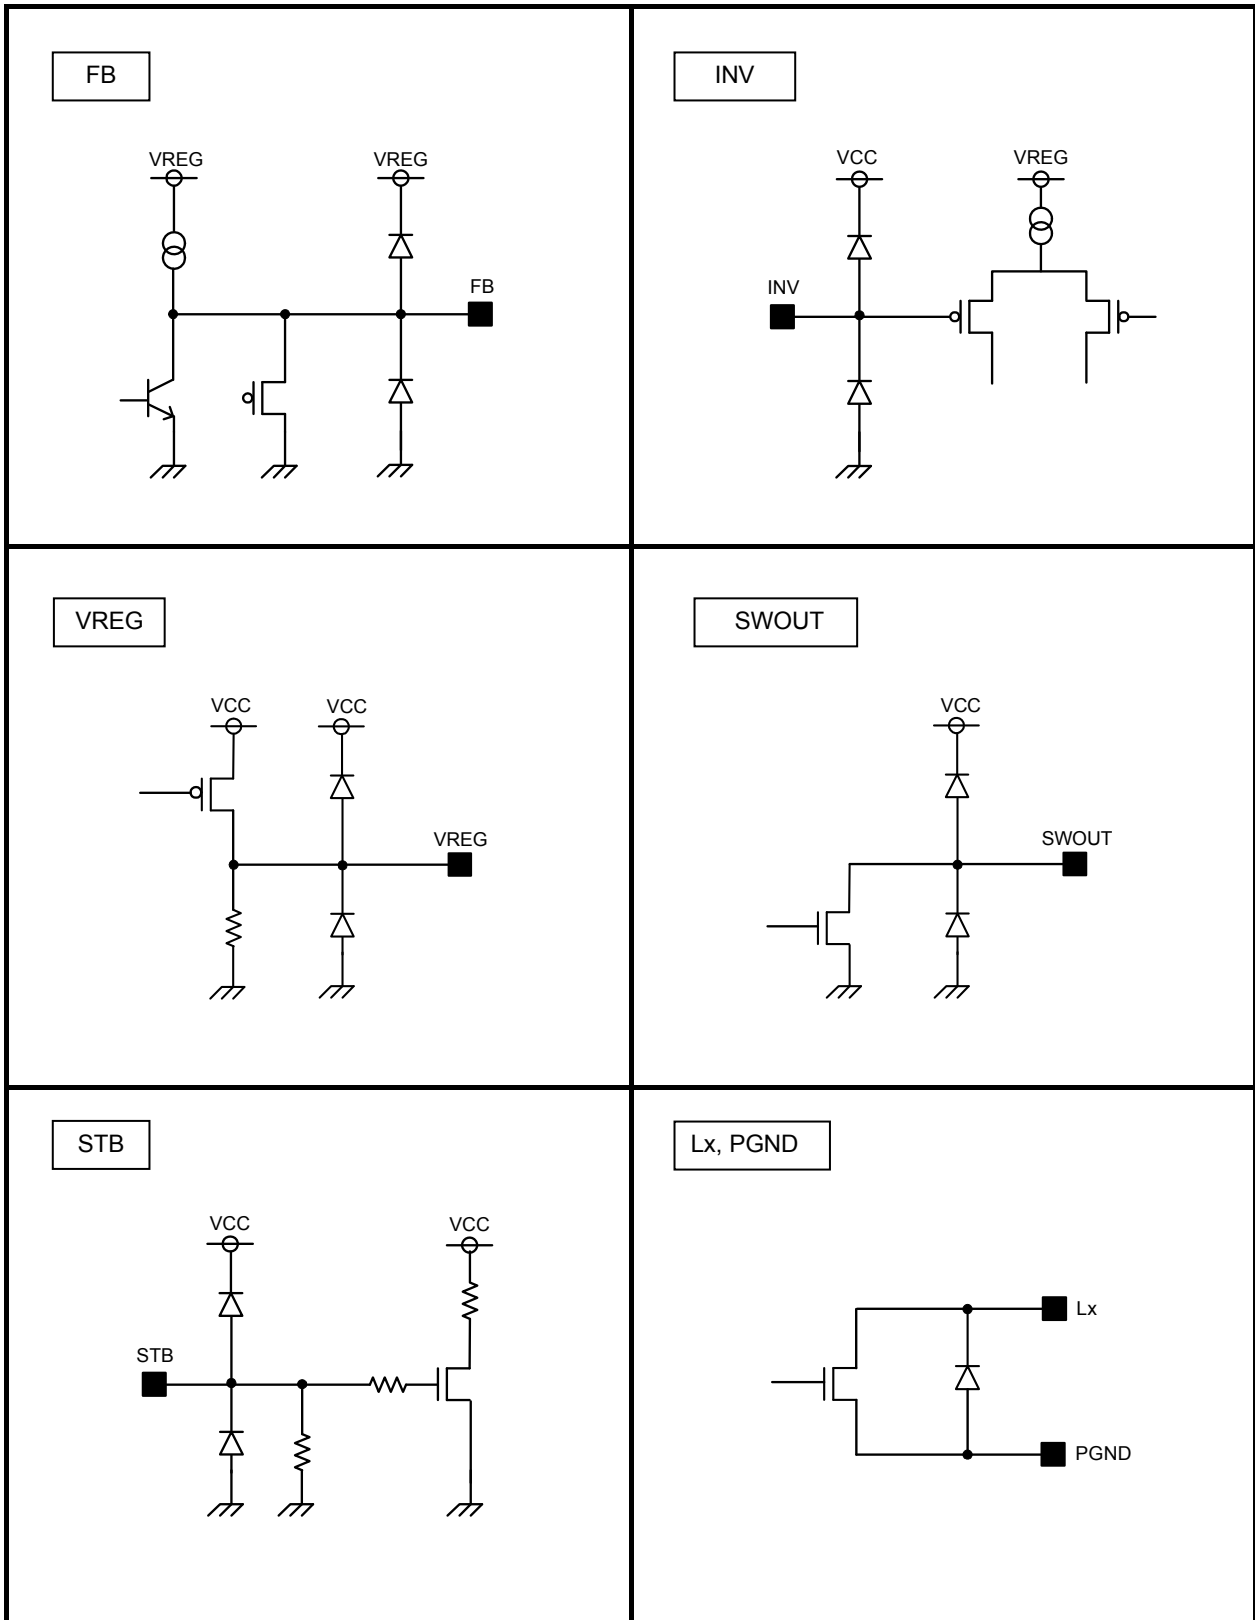 FB
VREG
VREG
FB
INV
VCC
VREG
INV
VREG
VCC
VCC
VREG
SWOUT
VCC
SWOUT
STB
VCC
VCC
STB
Lx, PGND
Lx
PGND